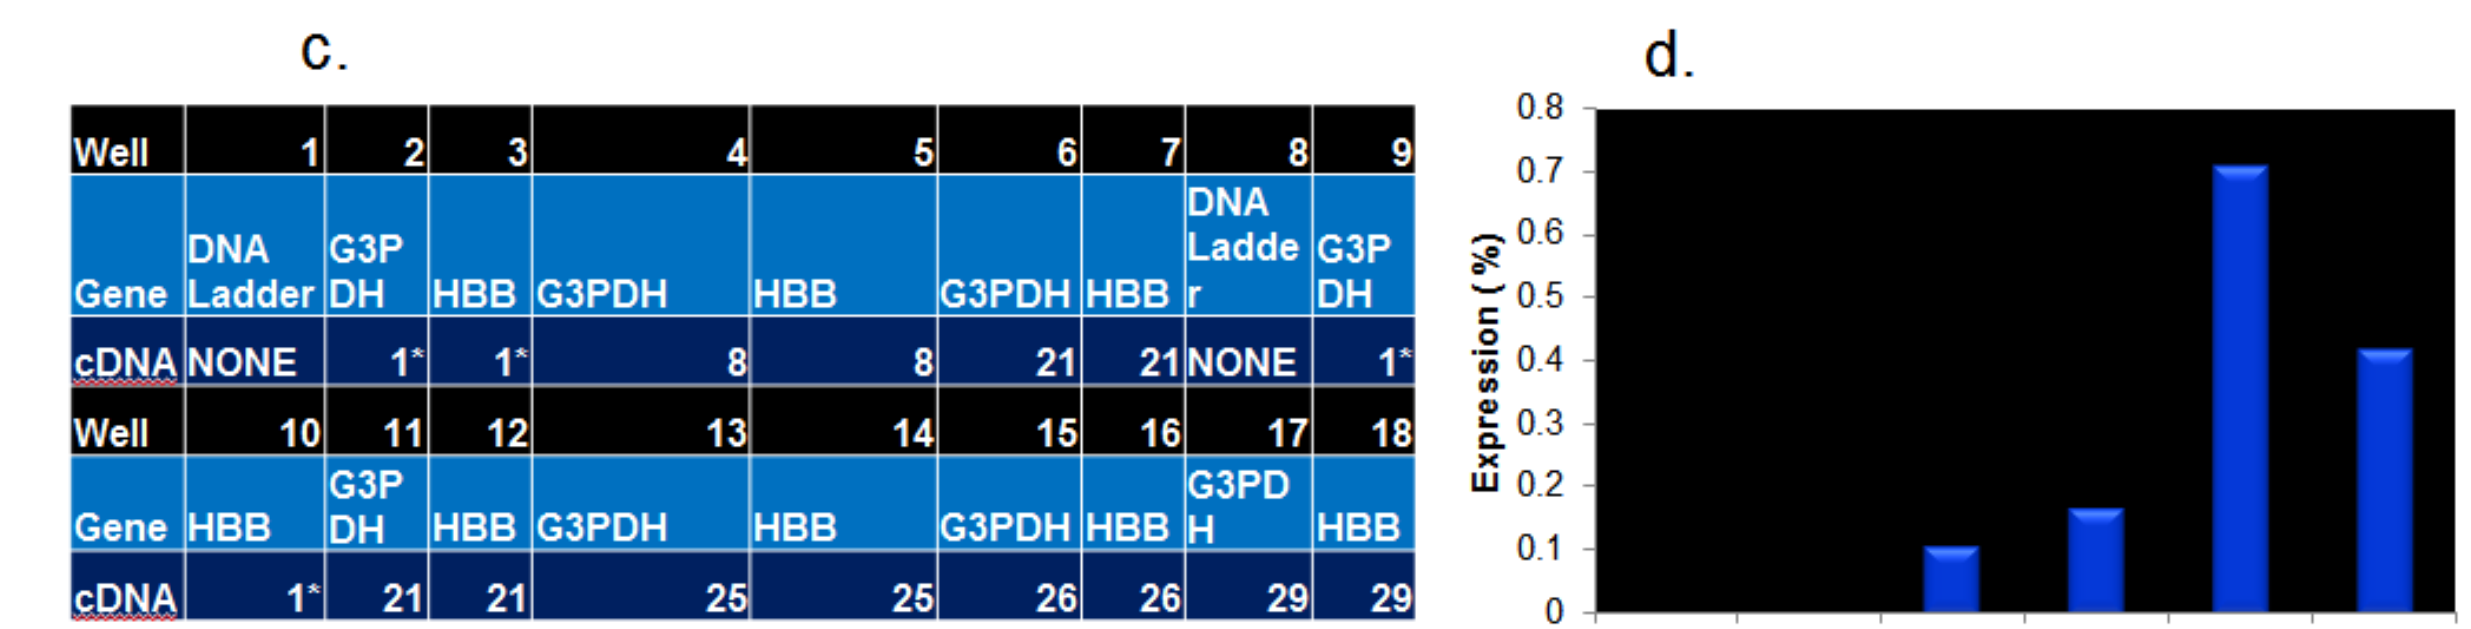 c.
Well 1 2 3 4 5 6 7 8 9
Gene DNA Ladder G3P DH HBB G3PDH HBB G3PDH HBB DNA Ladde r G3P DH
cDNA NONE 1* 1* 8 8 21 21 NONE 1*
Well 10 11 12 13 14 15 16 17 18
Gene HBB G3P DH HBB G3PDH HBB G3PDH HBB G3PD H HBB
cDNA 1* 21 21 25 25 26 26 29 29
d.
Expression (%)
0.8
0.7
0.6
0.5
0.4
0.3
0.2
0.1
0